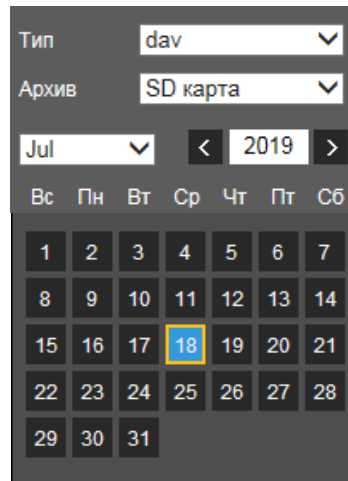 Тип dav
Архив SD карта
Jul < 2019 >
Вс Пн Вт Ср Чт Пт Сб
1 2 3 4 5 6 7
8 9 10 11 12 13 14
15 16 17 18 19 20 21
22 23 24 25 26 27 28
29 30 31